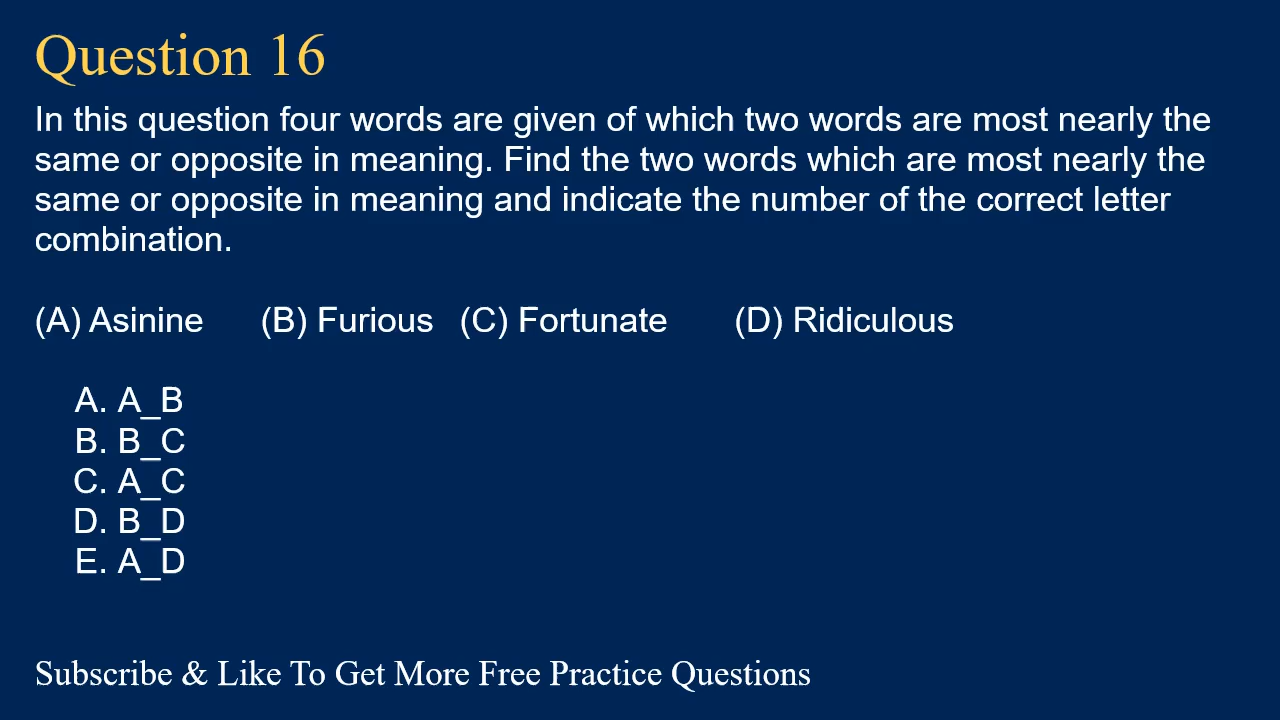 Question 16
In this question four words are given of which two words are most nearly the
same or opposite in meaning. Find the two words which are most nearly the
same or opposite in meaning and indicate the number of the correct letter
combination.
(A) Asinine (B) Furious (C) Fortunate (D) Ridiculous
A. A_B
B. B_C
C. A_C
D. B_D
E. A_D
Subscribe & Like To Get More Free Practice Questions